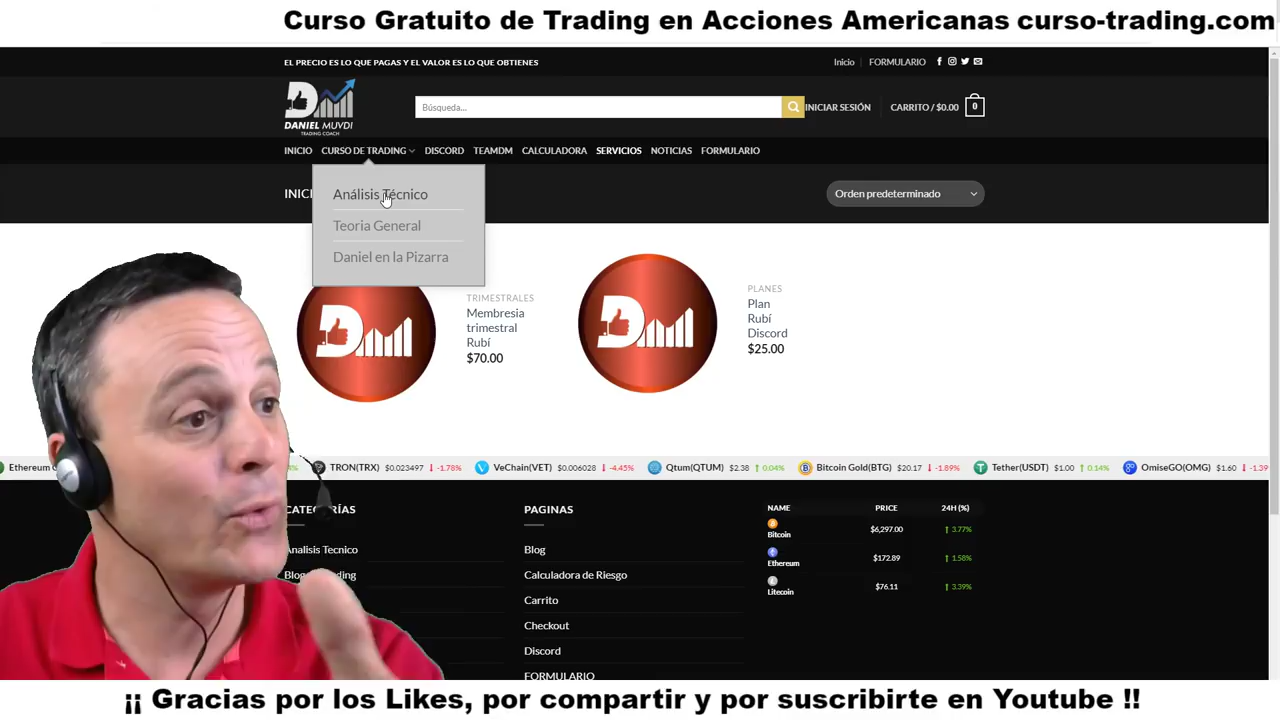 Curso Gratuito de Trading en Acciones Americanas curso-trading.com
EL PRECIO ES LO QUE PAGAS Y EL VALOR ES LO QUE OBTIENES
Inicio FORMULARIO
DANIEL MUVDI
TRADING COACH
Búsqueda...
INICIAR SESIÓN
CARRITO / $0.00 0
INICIO CURSO DE TRADING DISCORD TEAMDM CALCULADORA SERVICIOS NOTICIAS FORMULARIO
Análisis Técnico
Teoria General
Daniel en la Pizarra
Orden predeterminado
TRIMESTRALES
Membresia
trimestral
Rubí
$70.00
PLANES
Plan
Rubí
Discord
$25.00
Ethereum TRON(TRX) $0.023497 -1.78% VeChain(VET) $0.006028 -4.45% Qtum(QTUM) $2.38 0.04% Bitcoin Gold(BTG) $20.17 -1.89% Tether(USDT) $1.00 0.14% OmiseGO(OMG) $1.60
CATEGORÍAS
Analisis Tecnico
PAGINAS
Blog
Calculadora de Riesgo
Carrito
Checkout
Discord
FORMULARIO
NAME PRICE 24H (%)
Bitcoin $6,297.00 3.77%
Ethereum $172.89 1.58%
Litecoin $76.11 3.39%
¡¡ Gracias por los Likes, por compartir y por suscribirte en Youtube !!